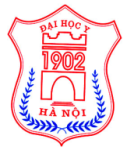 ĐẠI HỌC Y
1902
HÀ NỘI